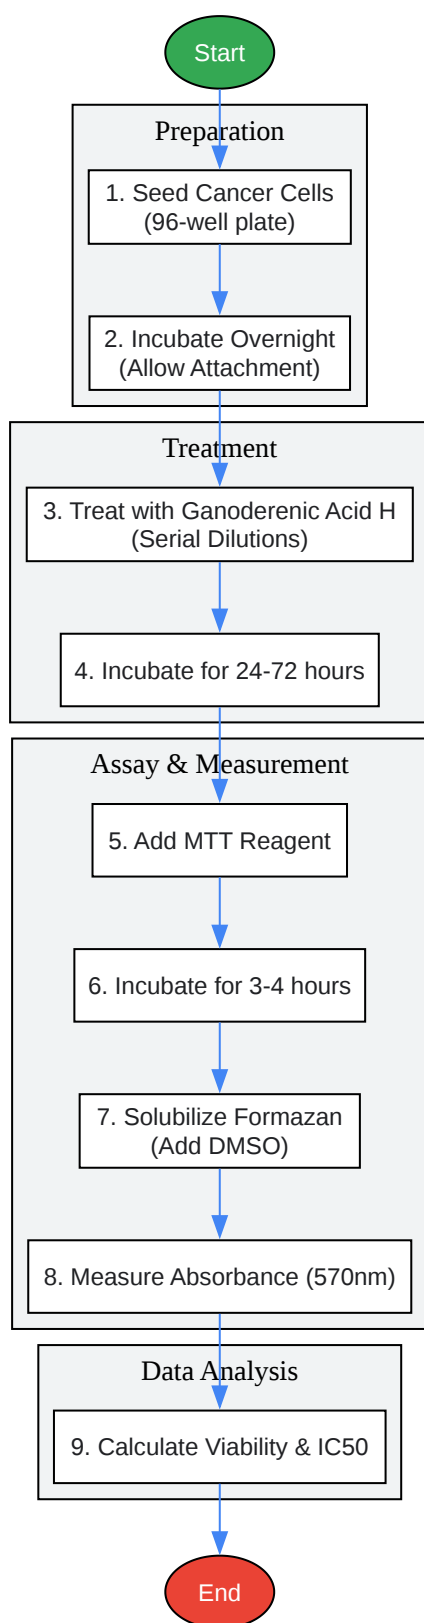 Start
Preparation
1. Seed Cancer Cells
(96-well plate)
2. Incubate Overnight
(Allow Attachment)
Treatment
3. Treat with Ganoderenic Acid H
(Serial Dilutions)
4. Incubate for 24-72 hours
Assay & Measurement
5. Add MTT Reagent
6. Incubate for 3-4 hours
7. Solubilize Formazan
(Add DMSO)
8. Measure Absorbance (570nm)
Data Analysis
9. Calculate Viability & IC50
End